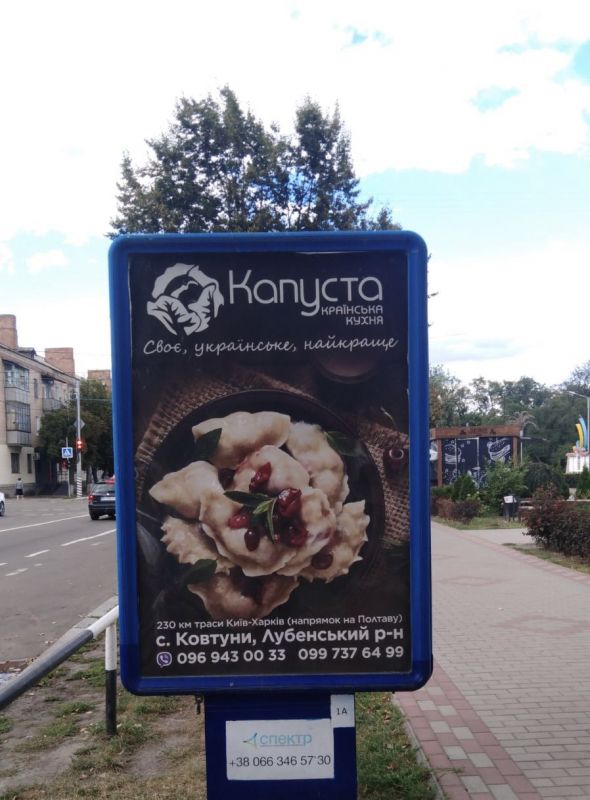 Капуста
КРАЇНСЬКА
КУХНЯ
Своє, українське, найкраще
230 км траси Київ-Харків (напрямок на Полтаву)
с. Ковтуни, Лубенський р-н
096 943 00 33 099 737 64 99
1А
спектр
+38 066 346 57 30